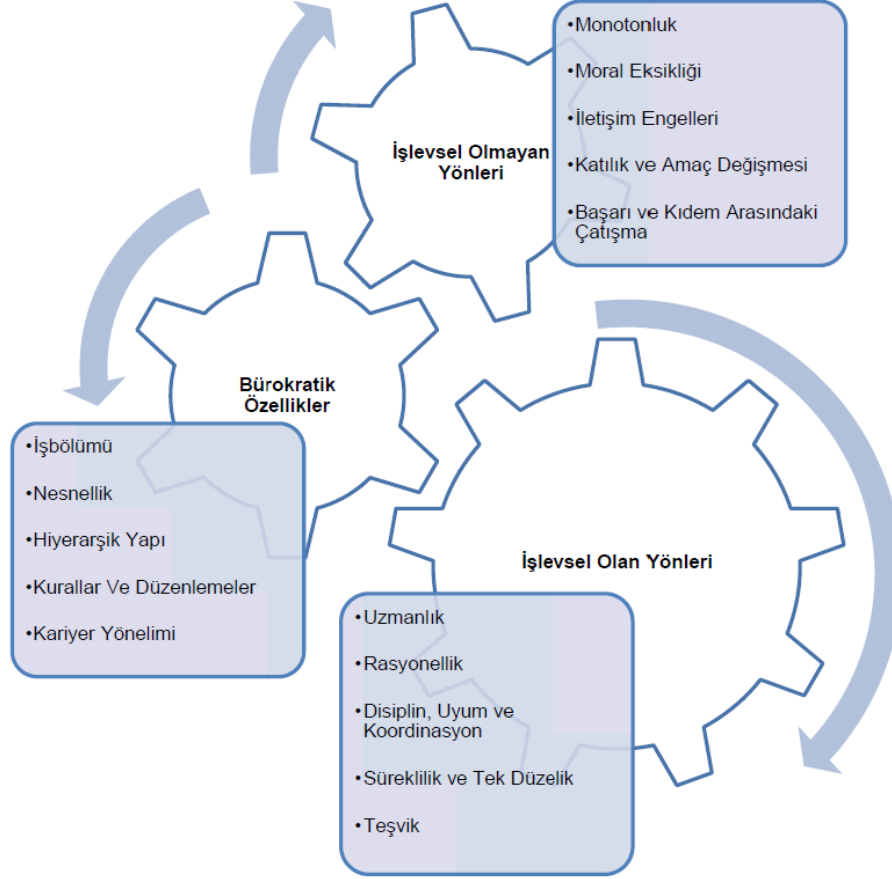 İşlevsel Olmayan
Yönleri
•Monotonluk
•Moral Eksikliği
•İletişim Engelleri
•Katılık ve Amaç Değişmesi
•Başarı ve Kıdem Arasındaki
Çatışma
Bürokratik
Özellikler
•İşbölümü
•Nesnellik
•Hiyerarşik Yapı
•Kurallar Ve Düzenlemeler
•Kariyer Yönelimi
İşlevsel Olan Yönleri
•Uzmanlık
•Rasyonellik
•Disiplin, Uyum ve
Koordinasyon
•Süreklilik ve Tek Düzelik
•Teşvik